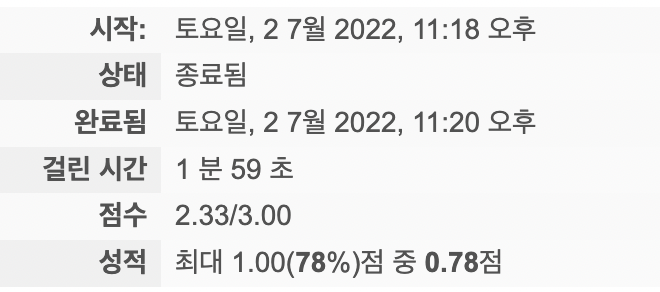 시작: 토요일, 2 7월 2022, 11:18 오후
상태 종료됨
완료됨 토요일, 2 7월 2022, 11:20 오후
걸린 시간 1 분 59 초
점수 2.33/3.00
성적 최대 1.00(78%)점 중 0.78점